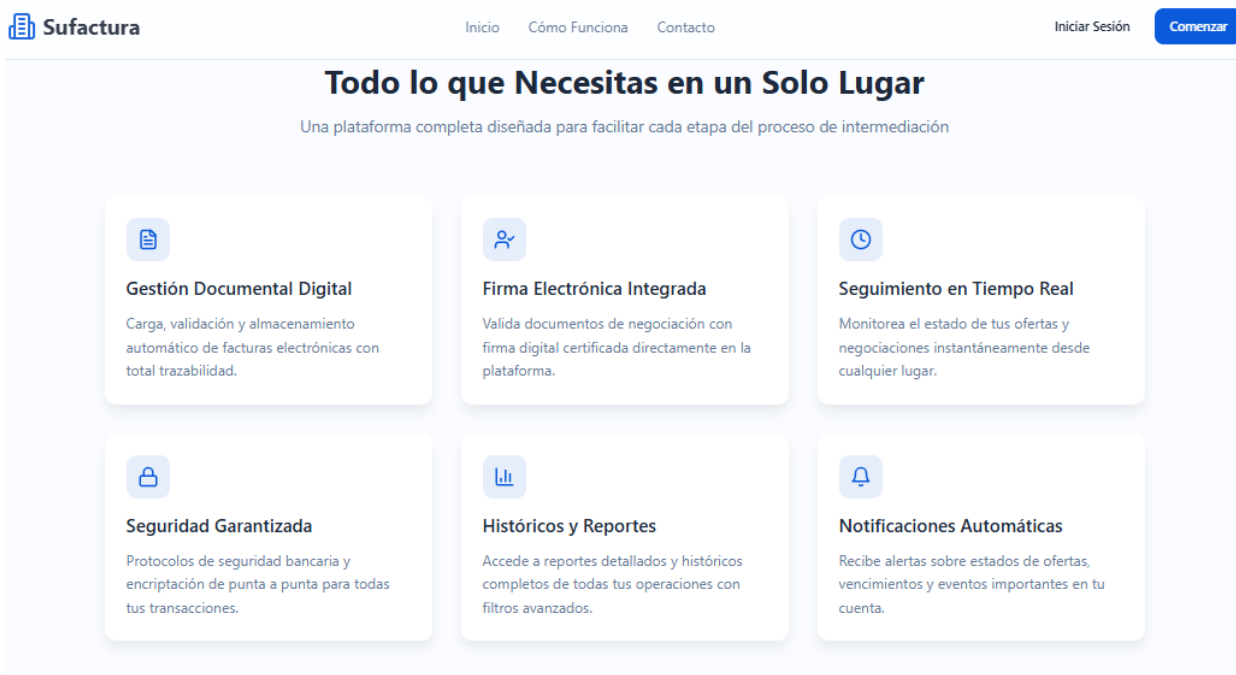 Sufactura
Inicio
Cómo Funciona
Contacto
Iniciar Sesión
Comenzar
Todo lo que Necesitas en un Solo Lugar
Una plataforma completa diseñada para facilitar cada etapa del proceso de intermediación
Gestión Documental Digital
Carga, validación y almacenamiento
automático de facturas electrónicas con
total trazabilidad.
Firma Electrónica Integrada
Valida documentos de negociación con
firma digital certificada directamente en la
plataforma.
Seguimiento en Tiempo Real
Monitorea el estado de tus ofertas y
negociaciones instantáneamente desde
cualquier lugar.
Seguridad Garantizada
Protocolos de seguridad bancaria y
encriptación de punta a punta para todas
tus transacciones.
Históricos y Reportes
Accede a reportes detallados y históricos
completos de todas tus operaciones con
filtros avanzados.
Notificaciones Automáticas
Recibe alertas sobre estados de ofertas,
vencimientos y eventos importantes en tu
cuenta.